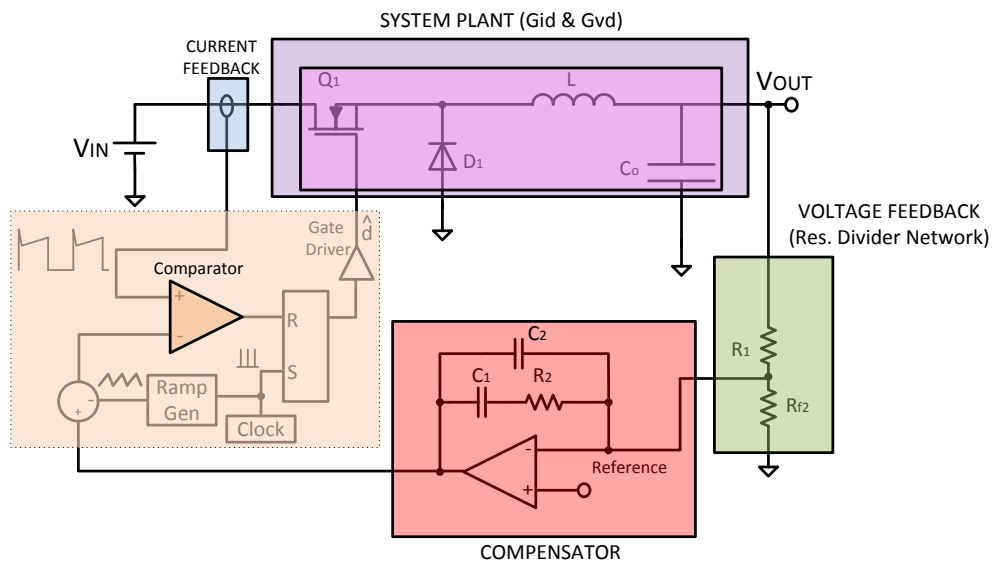 SYSTEM PLANT (Gid & Gvd)
CURRENT
FEEDBACK
Q1
L
VOUT
VIN
D1
Co
VOLTAGE FEEDBACK
(Res. Divider Network)
Gate
Driver
d̂
Comparator
+
-
R
S
R1
Rf2
C2
C1
R2
Ramp
Gen
-
+
Clock
-
Reference
+
COMPENSATOR